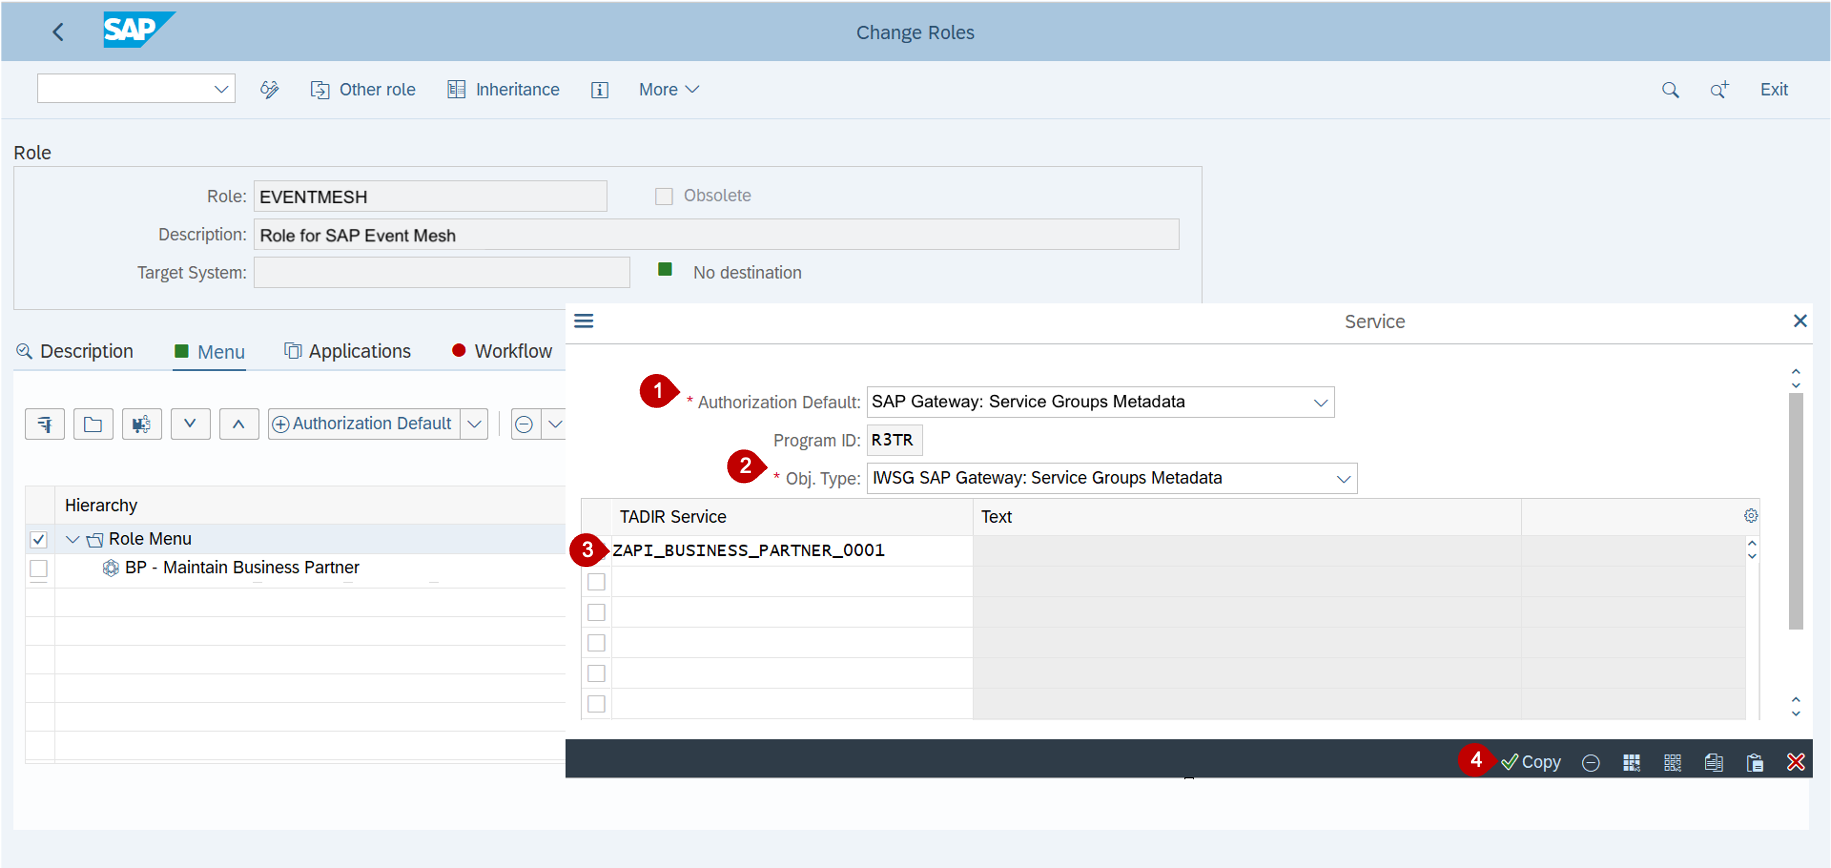 SAP Change Roles
Other role Inheritance More Exit
Role
Role: EVENTMESH Obsolete
Description: Role for SAP Event Mesh
Target System: No destination
Service
Description Menu Applications Workflow
1 * Authorization Default: SAP Gateway: Service Groups Metadata
Authorization Default
Program ID: R3TR
2 * Obj. Type: IWSG SAP Gateway: Service Groups Metadata
Hierarchy
TADIR Service Text
Role Menu
3 ZAPI_BUSINESS_PARTNER_0001
BP - Maintain Business Partner
4 Copy